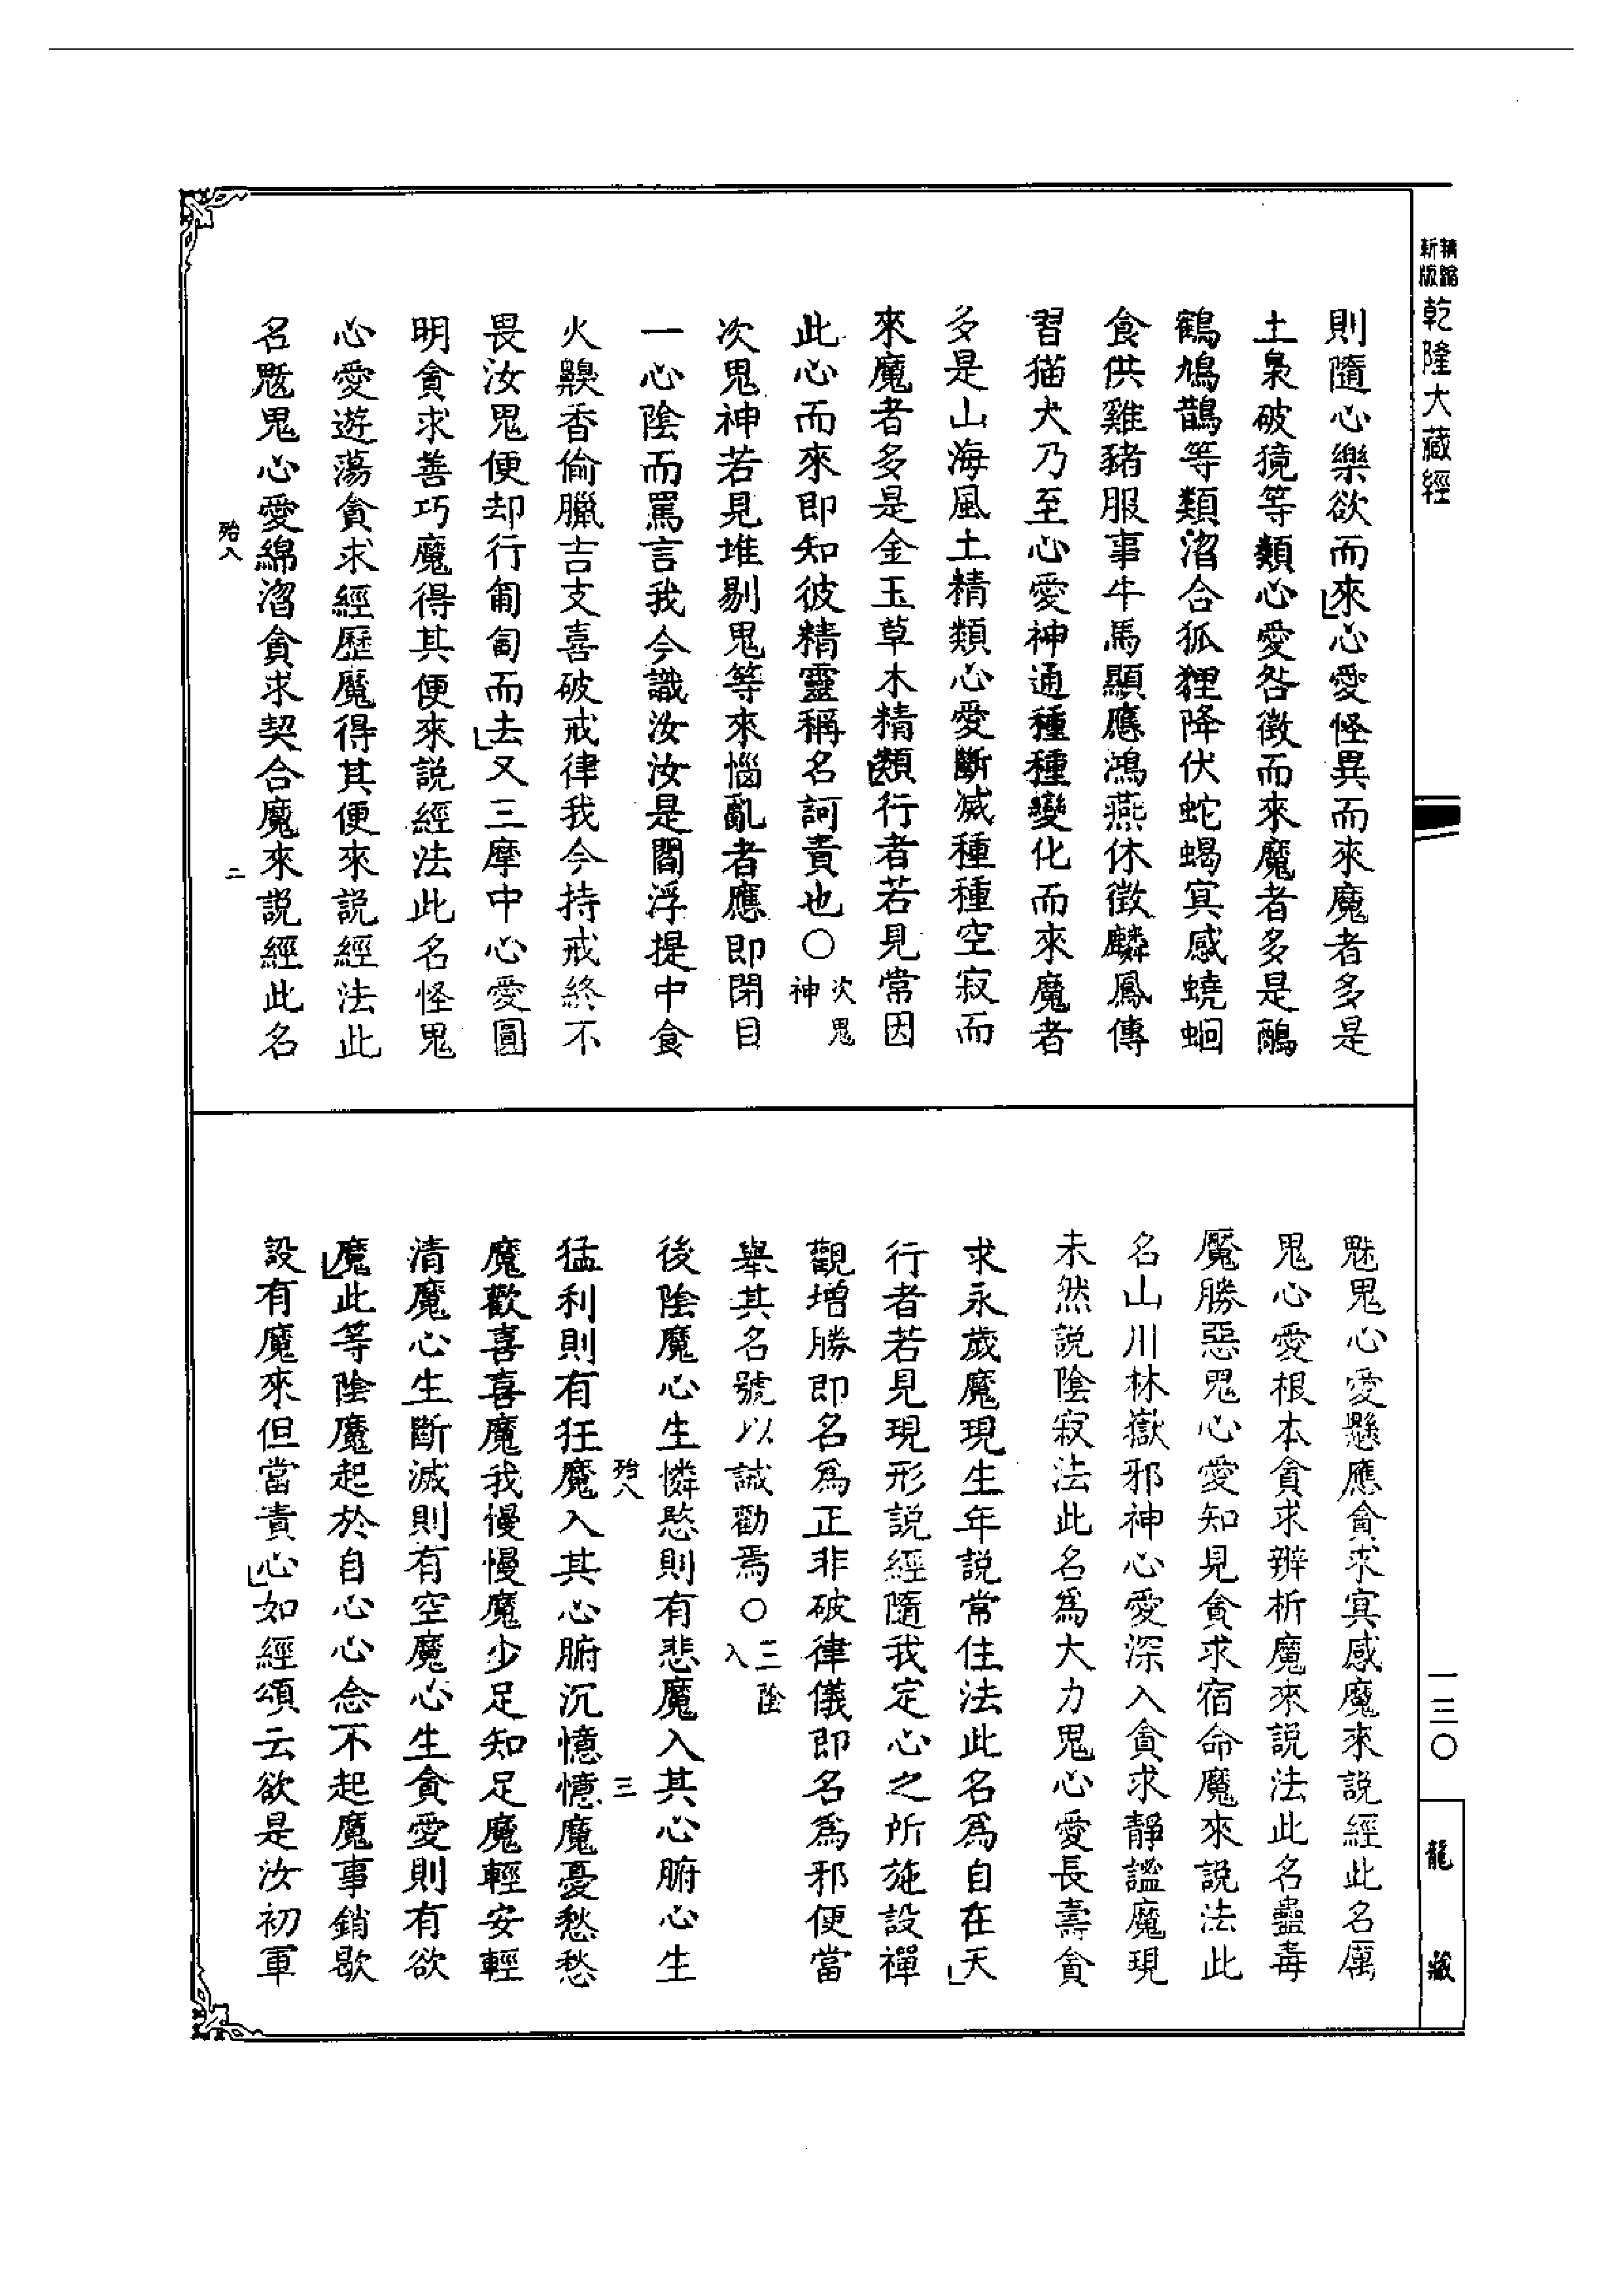 精縮新版 乾隆大藏經
則隨心樂欲而來心愛怪異而來魔者多是
土梟破獍等類心愛咎徵而來魔者多是鵩
鶴鳩鵲等類滔合狐狸降伏蛇蝎冥感蟯蛔
食供雞豬服事牛馬顯應鴻燕休徵麟鳳傳
習猫犬乃至心愛神通種種變化而來魔者
多是山海風土精類心愛斷滅種種空寂而
來魔者多是金玉草木精類行者若見常因
此心而來即知彼精靈稱名訶責也○次鬼神
次鬼神若見堆剔鬼等來惱亂者應即閉目
一心陰而罵言我今識汝汝是閻浮提中食
火齅香偷臘吉支喜破戒律我今持戒終不
畏汝鬼便却行匍匐而去又三摩中心愛圓
明貪求善巧魔得其便來説經法此名怪鬼
心愛遊蕩貪求經歷魔得其便來説經法此
名魃鬼心愛綿㴠貪求契合魔來説經此名
殆八 二
魅鬼心愛懸應貪求冥感魔來説經此名厲
鬼心愛根本貪求辨析魔來説法此名蠱毒
魘勝惡鬼心愛知見貪求宿命魔來説法此
名山川林嶽邪神心愛深入貪求靜謐魔現
未然説陰寂法此名爲大力鬼心愛長壽貪
求永歲魔現生年説常住法此名爲自在天
行者若見現形説經隨我定心之所施設禪
觀增勝即名爲正非破律儀即名爲邪便當
舉其名號以誡勸焉○三陰入
後陰魔心生憐愍則有悲魔入其心腑心生
殆八 三
猛利則有狂魔入其心腑沉憶憶魔憂愁愁
魔歡喜喜魔我慢慢魔少足知足魔輕安輕
清魔心生斷滅則有空魔心生貪愛則有欲
魔此等陰魔起於自心心念不起魔事銷歇
設有魔來但當責心如經頌云欲是汝初軍
一三〇
龍藏